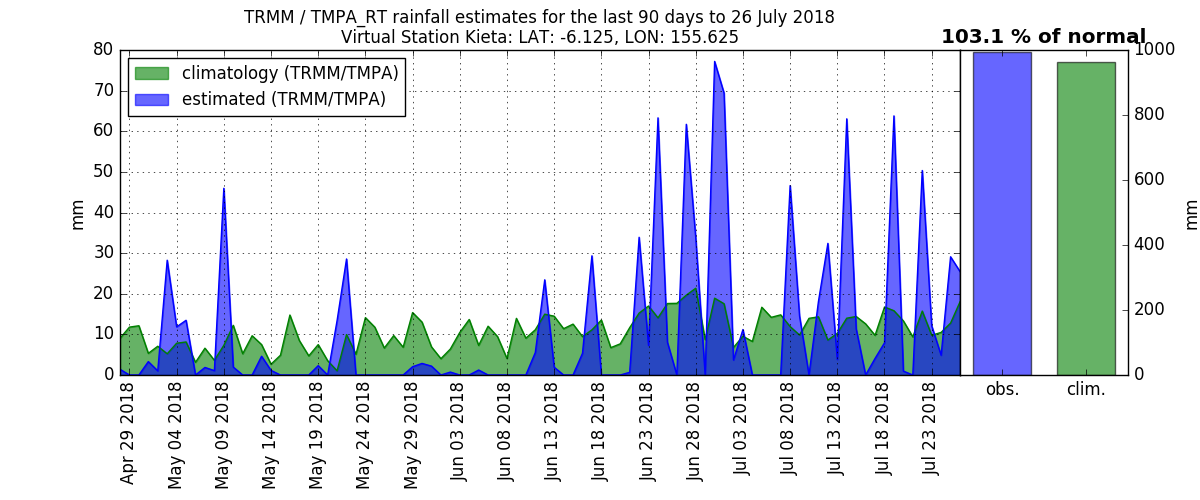 TRMM / TMPA_RT rainfall estimates for the last 90 days to 26 July 2018
Virtual Station Kieta: LAT: -6.125, LON: 155.625
103.1 % of normal
climatology (TRMM/TMPA)
estimated (TRMM/TMPA)
mm
80
70
60
50
40
30
20
10
0
Apr 29 2018
May 04 2018
May 09 2018
May 14 2018
May 19 2018
May 24 2018
May 29 2018
Jun 03 2018
Jun 08 2018
Jun 13 2018
Jun 18 2018
Jun 23 2018
Jun 28 2018
Jul 03 2018
Jul 08 2018
Jul 13 2018
Jul 18 2018
Jul 23 2018
obs.
clim.
1000
800
600
400
200
0
mm